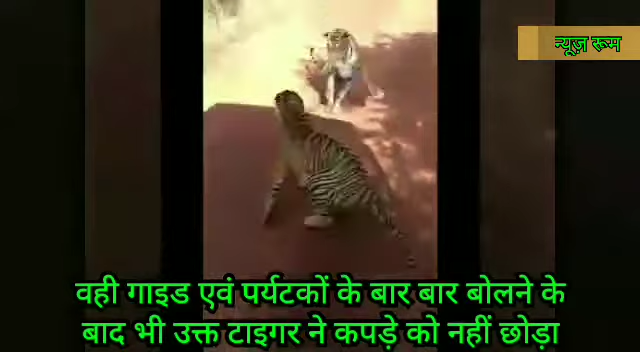 न्यूज़ रूम
वही गाइड एवं पर्यटकों के बार बार बोलने के
बाद भी उक्त टाइगर ने कपड़े को नहीं छोड़ा